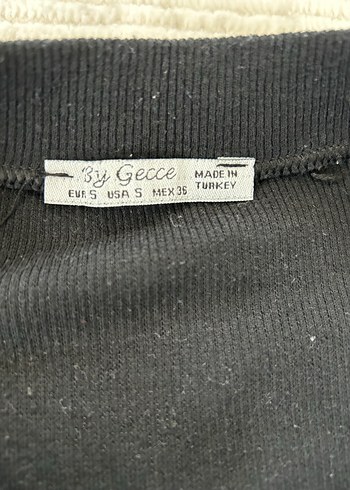 By Gecce
MADE IN
TURKEY
EUR S USA S MEX 36